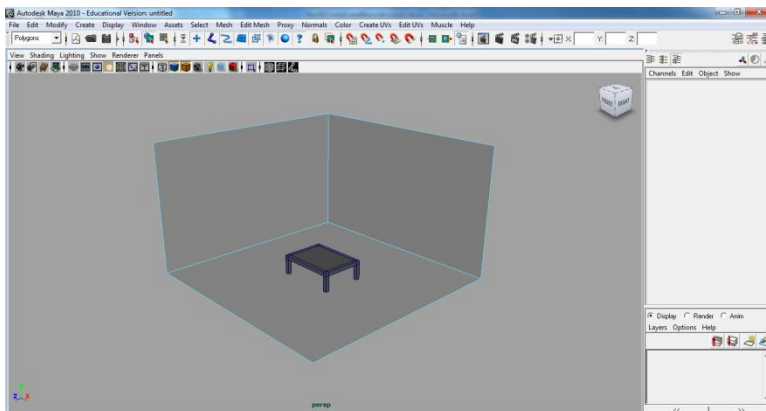 Autodesk Maya 2010 - Educational Version: untitled
File Edit Modify Create Display Window Assets Select Mesh Edit Mesh Proxy Normals Color Create UVs Edit UVs Muscle Help
Polygons X: Y: Z:
View Shading Lighting Show Renderer Panels
Channels Edit Object Show
FRONT RIGHT
Display Render Anim
Layers Options Help
Y
Z X
persp
<< >>